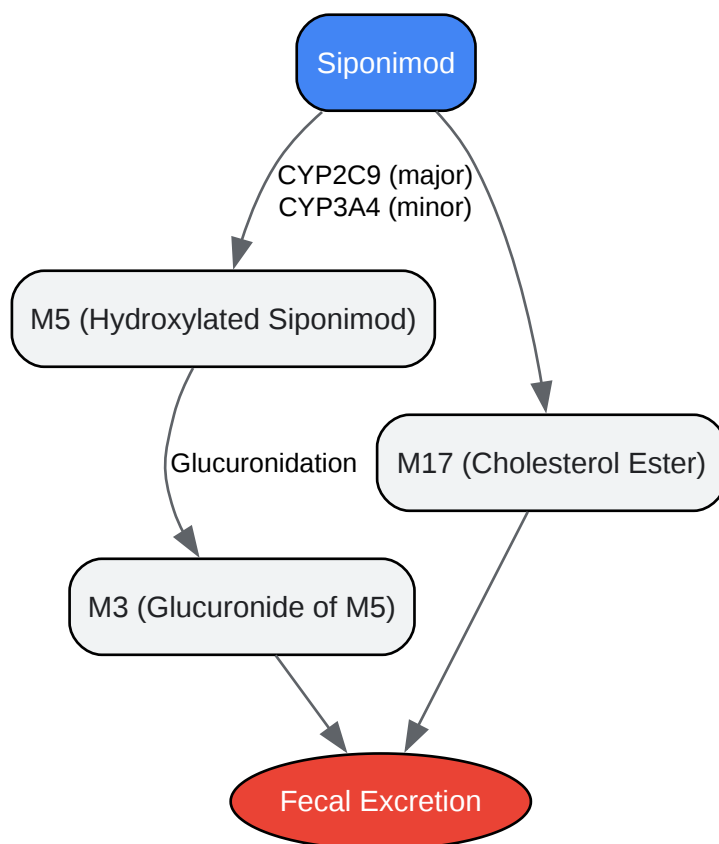 Siponimod
CYP2C9 (major)
CYP3A4 (minor)
M5 (Hydroxylated Siponimod)
M17 (Cholesterol Ester)
Glucuronidation
M3 (Glucuronide of M5)
Fecal Excretion